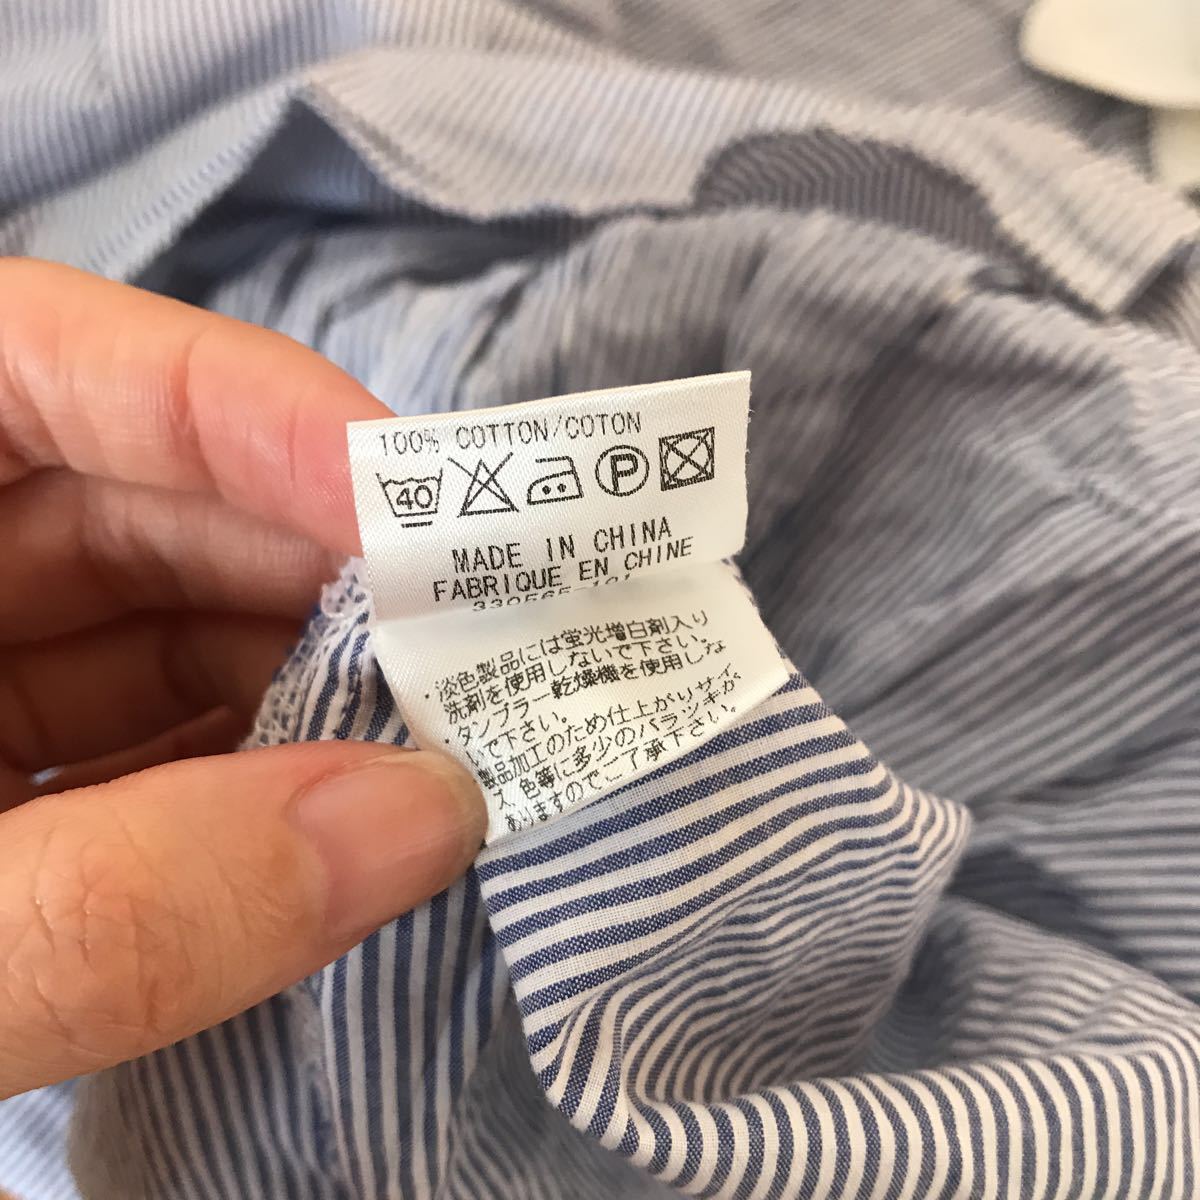 100% COTTON/COTON
40 P
MADE IN CHINA
FABRIQUE EN CHINE
・淡色製品には蛍光増白剤入り
洗剤を使用しないで下さい。
・タンブラー乾燥機を使用しな
いで下さい。
製品加工のため仕上がりサイ
ズ、色等に多少のバラツキが
ありますのでご了承下さい。